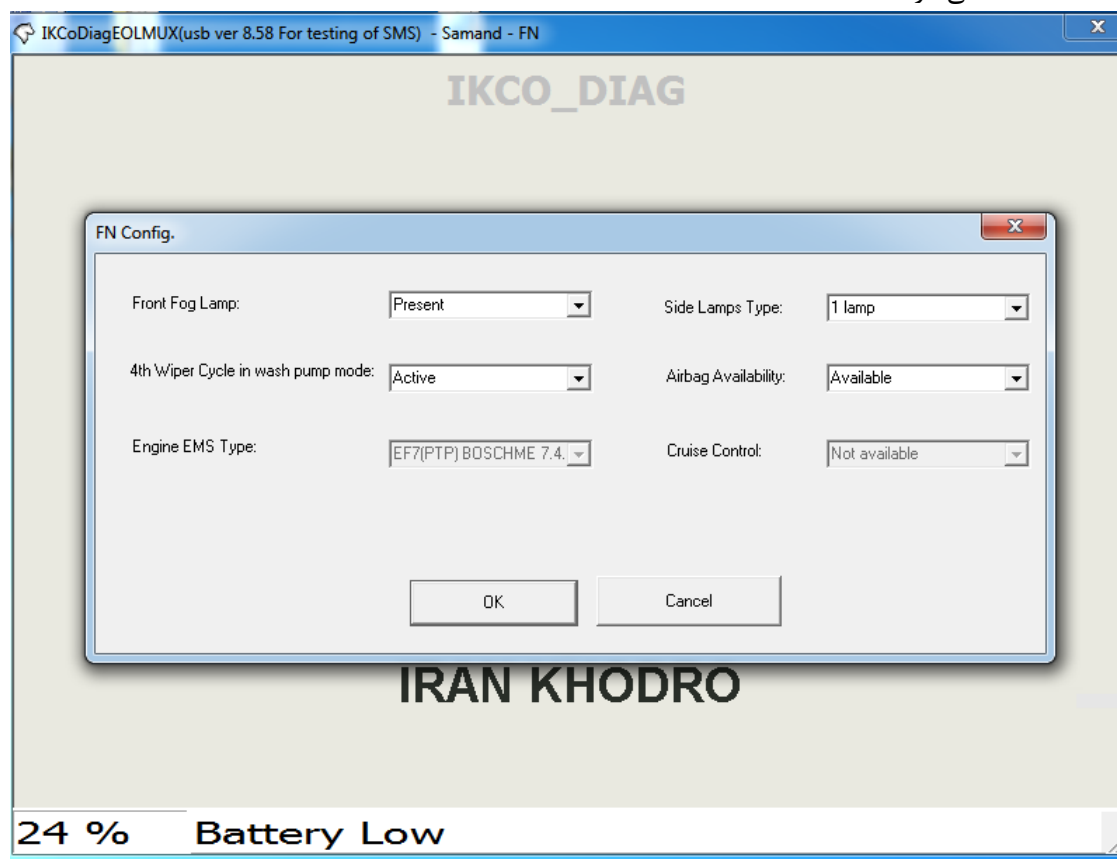 IKCoDiagEOLMUX(usb ver 8.58 For testing of SMS) - Samand - FN
IKCO_DIAG
FN Config.
Front Fog Lamp: Present Side Lamps Type: 1 lamp
4th Wiper Cycle in wash pump mode: Active Airbag Availability: Available
Engine EMS Type: EF7(PTP) BOSCHME 7.4. Cruise Control: Not available
OK Cancel
IRAN KHODRO
24 % Battery Low